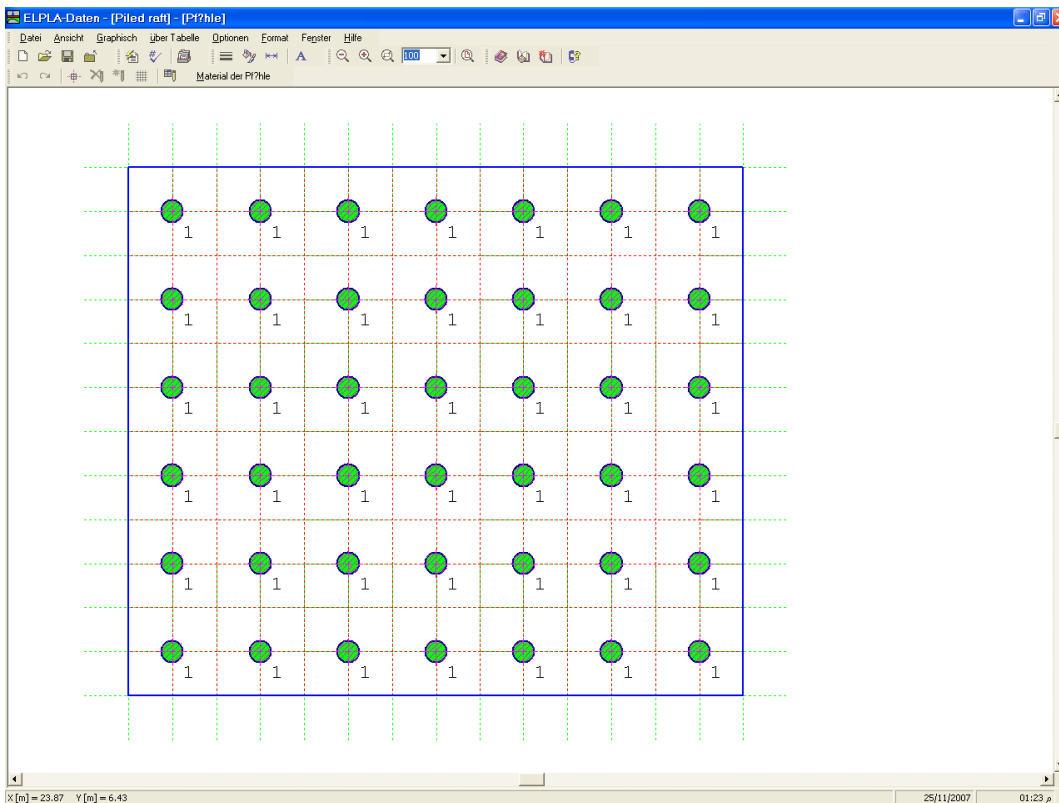 ELPLA-Daten - [Piled raft] - [Pf?hle]
Datei Ansicht Graphisch über Tabelle Optionen Format Fenster Hilfe
A 100
Material der Pf?hle
1 1 1 1 1 1 1
1 1 1 1 1 1 1
1 1 1 1 1 1 1
1 1 1 1 1 1 1
1 1 1 1 1 1 1
1 1 1 1 1 1 1
X [m] = 23.87 Y [m] = 6.43 25/11/2007 01:23 م